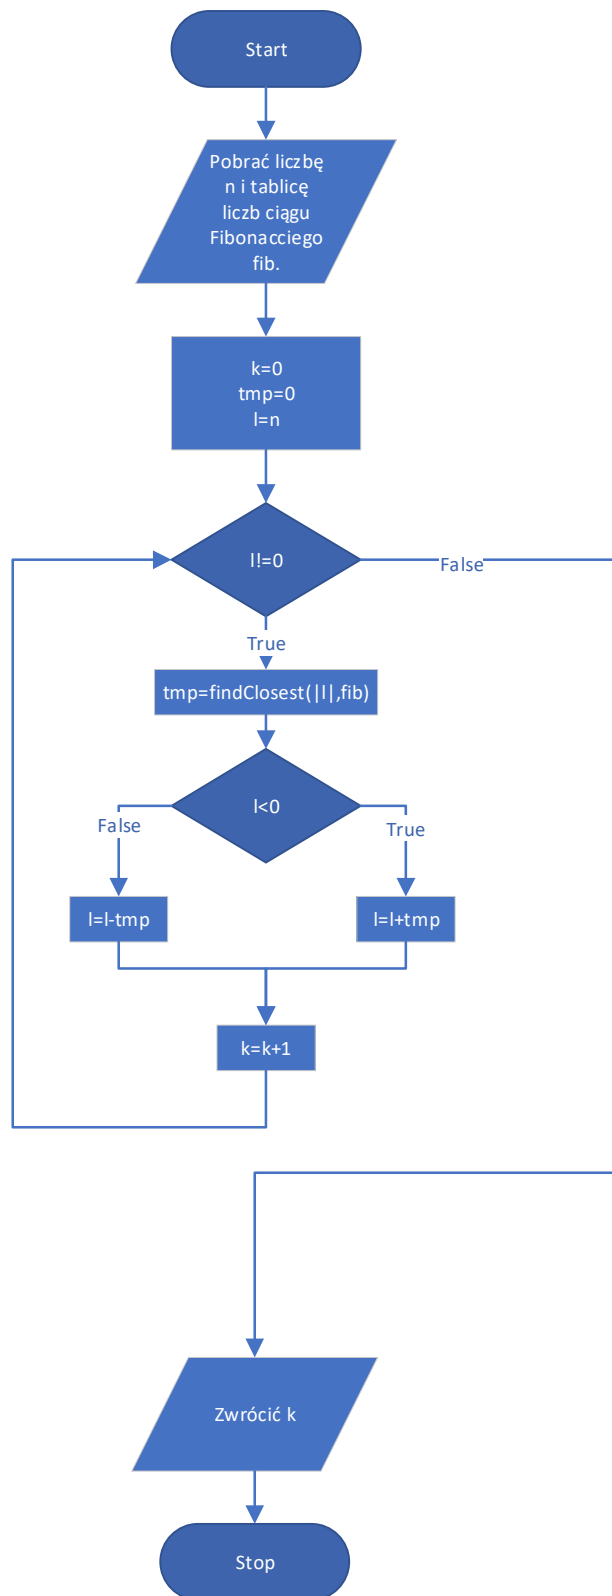 Start
Pobrać liczbę
n i tablicę
liczb ciągu
Fibonacciego
fib.
k=0
tmp=0
l=n
l!=0
False
True
tmp=findClosest(|l|,fib)
l<0
False
True
l=l-tmp
l=l+tmp
k=k+1
Zwrócić k
Stop